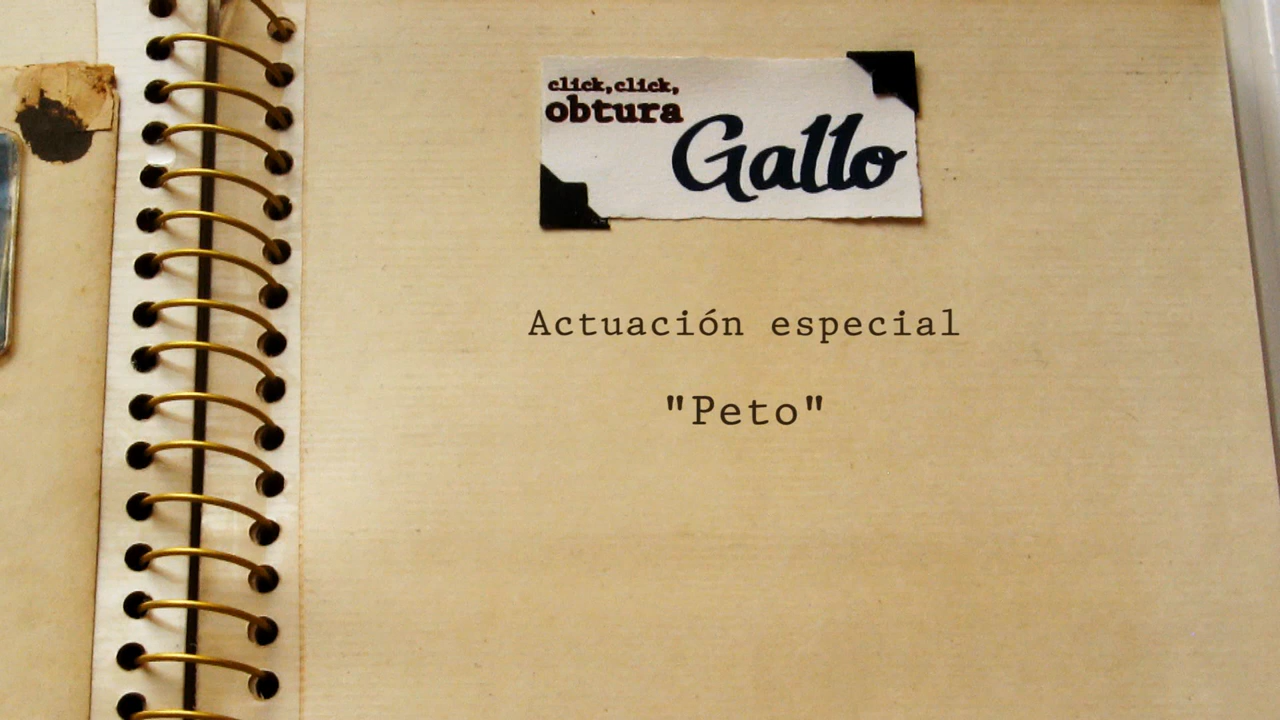 click,click,
obtura
Gallo
Actuación especial
"Peto"